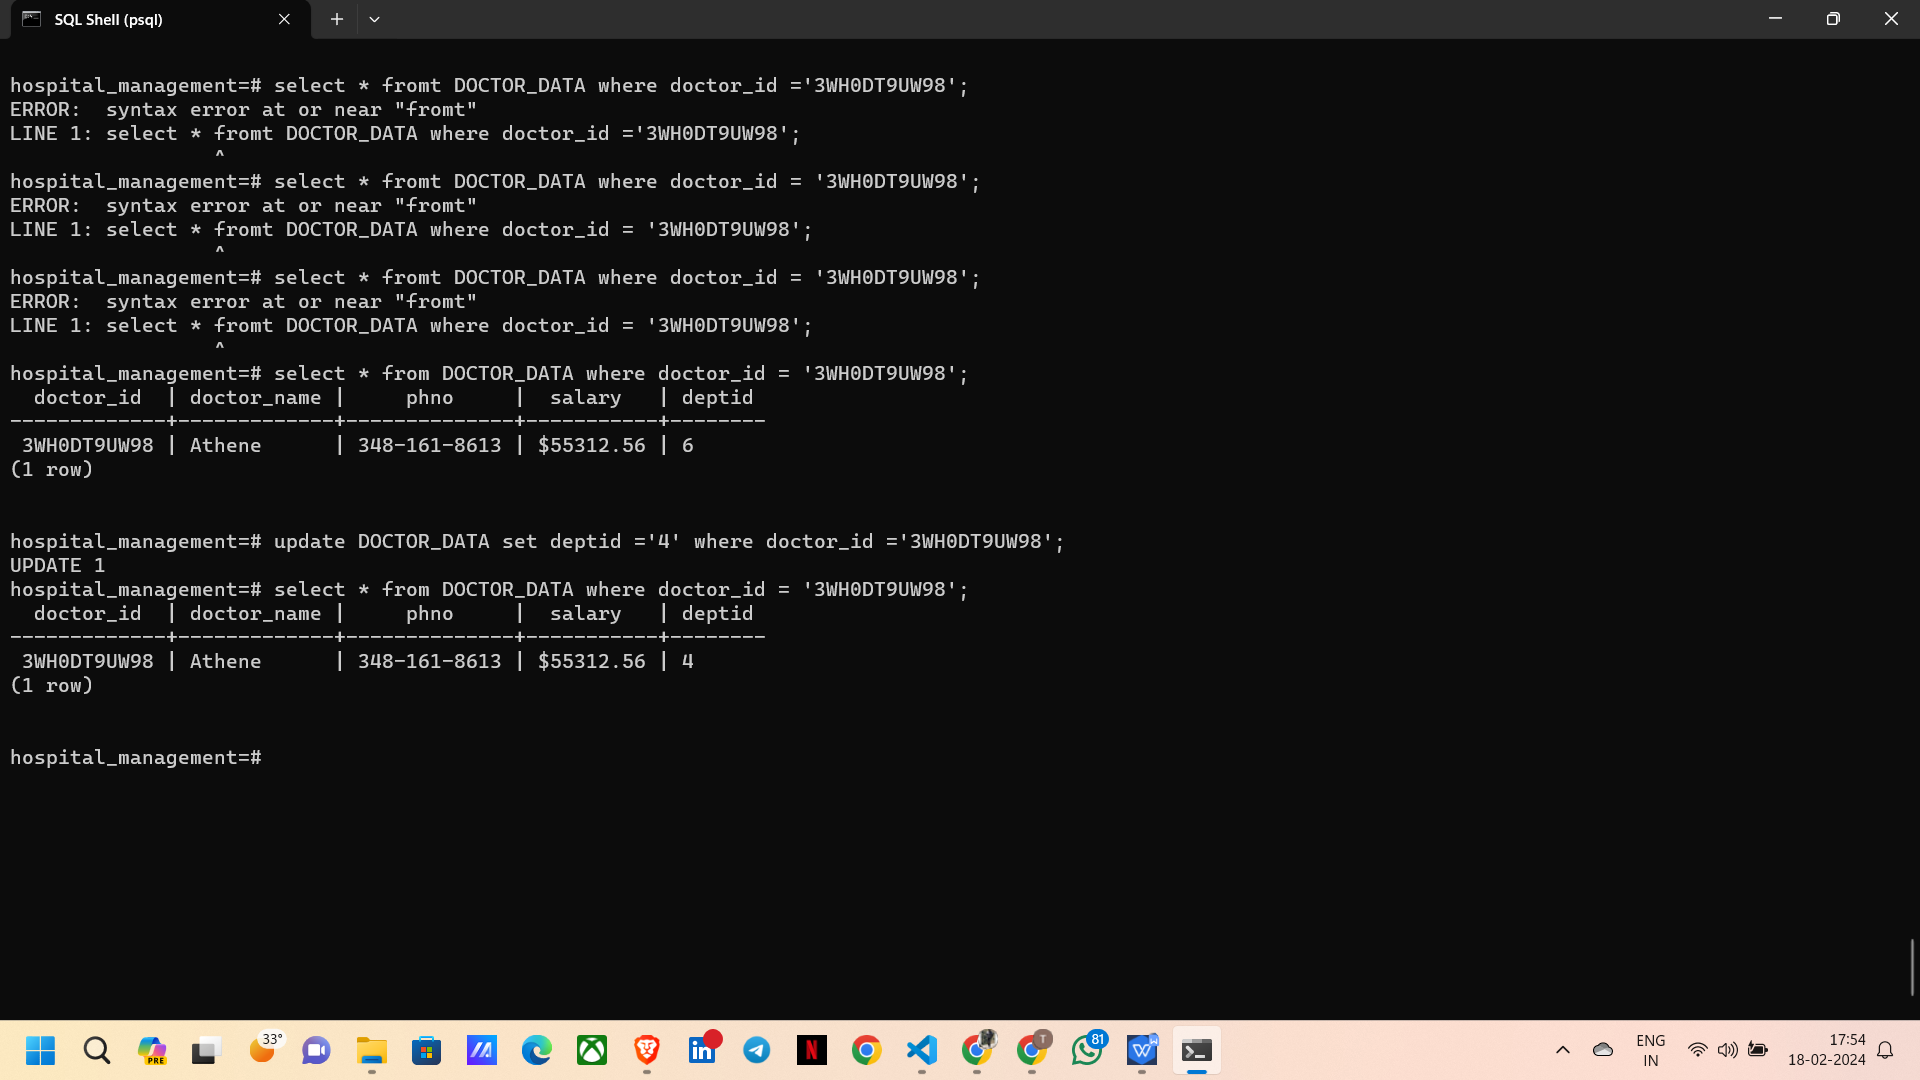 SQL Shell (psql)
hospital_management=# select * fromt DOCTOR_DATA where doctor_id ='3WH0DT9UW98';
ERROR:  syntax error at or near "fromt"
LINE 1: select * fromt DOCTOR_DATA where doctor_id ='3WH0DT9UW98';
                 ^
hospital_management=# select * fromt DOCTOR_DATA where doctor_id = '3WH0DT9UW98';
ERROR:  syntax error at or near "fromt"
LINE 1: select * fromt DOCTOR_DATA where doctor_id = '3WH0DT9UW98';
                 ^
hospital_management=# select * fromt DOCTOR_DATA where doctor_id = '3WH0DT9UW98';
ERROR:  syntax error at or near "fromt"
LINE 1: select * fromt DOCTOR_DATA where doctor_id = '3WH0DT9UW98';
                 ^
hospital_management=# select * from DOCTOR_DATA where doctor_id = '3WH0DT9UW98';
  doctor_id  | doctor_name |     phno     |  salary   | deptid
-------------+-------------+--------------+-----------+--------
 3WH0DT9UW98 | Athene      | 348-161-8613 | $55312.56 | 6
(1 row)
hospital_management=# update DOCTOR_DATA set deptid ='4' where doctor_id ='3WH0DT9UW98';
UPDATE 1
hospital_management=# select * from DOCTOR_DATA where doctor_id = '3WH0DT9UW98';
  doctor_id  | doctor_name |     phno     |  salary   | deptid
-------------+-------------+--------------+-----------+--------
 3WH0DT9UW98 | Athene      | 348-161-8613 | $55312.56 | 4
(1 row)
hospital_management=#
PRE
33°
in
N
T
81
W
ENG
IN
17:54
18-02-2024